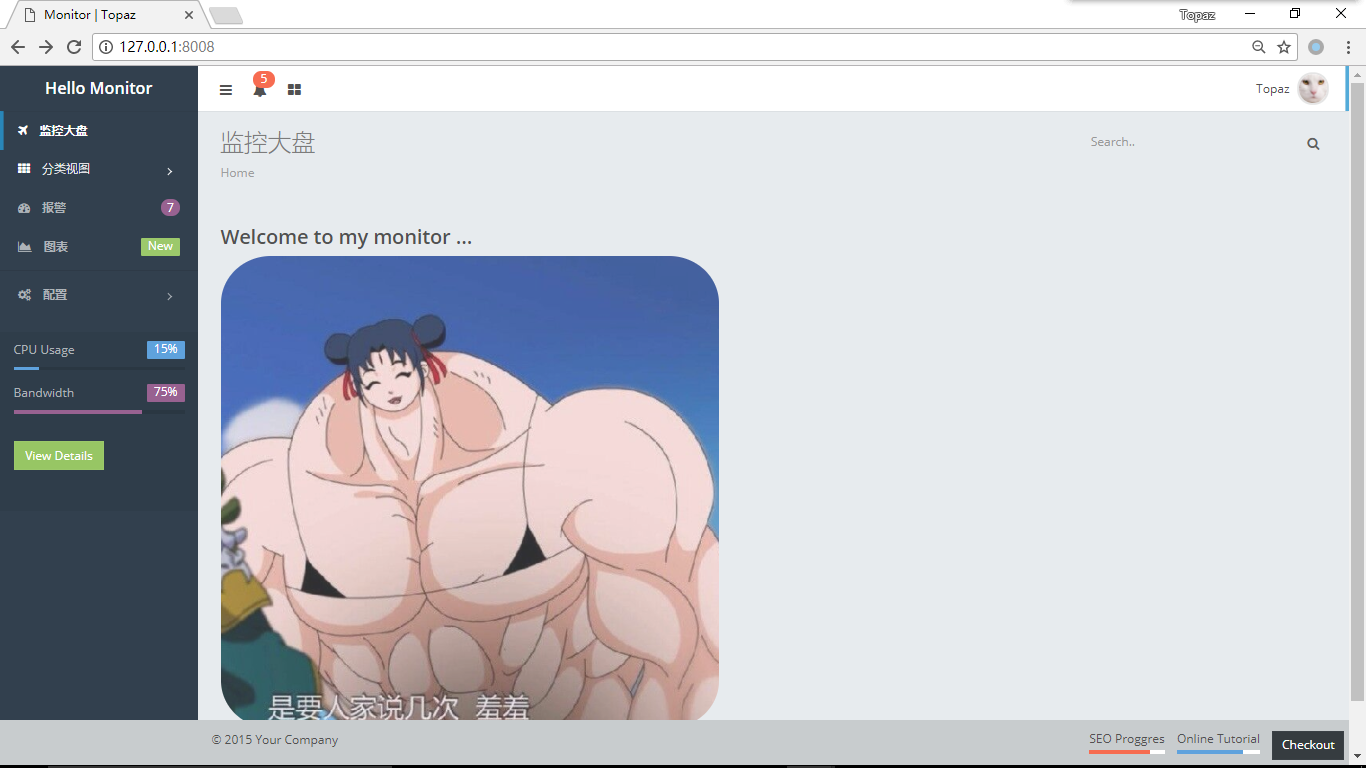 Monitor | Topaz
Topaz
127.0.0.1:8008
Hello Monitor
5
Topaz
监控大盘
分类视图
报警 7
图表 New
配置
CPU Usage 15%
Bandwidth 75%
View Details
监控大盘
Search..
Home
Welcome to my monitor ...
是要人家说几次 羞羞
© 2015 Your Company
SEO Proggres
Online Tutorial
Checkout